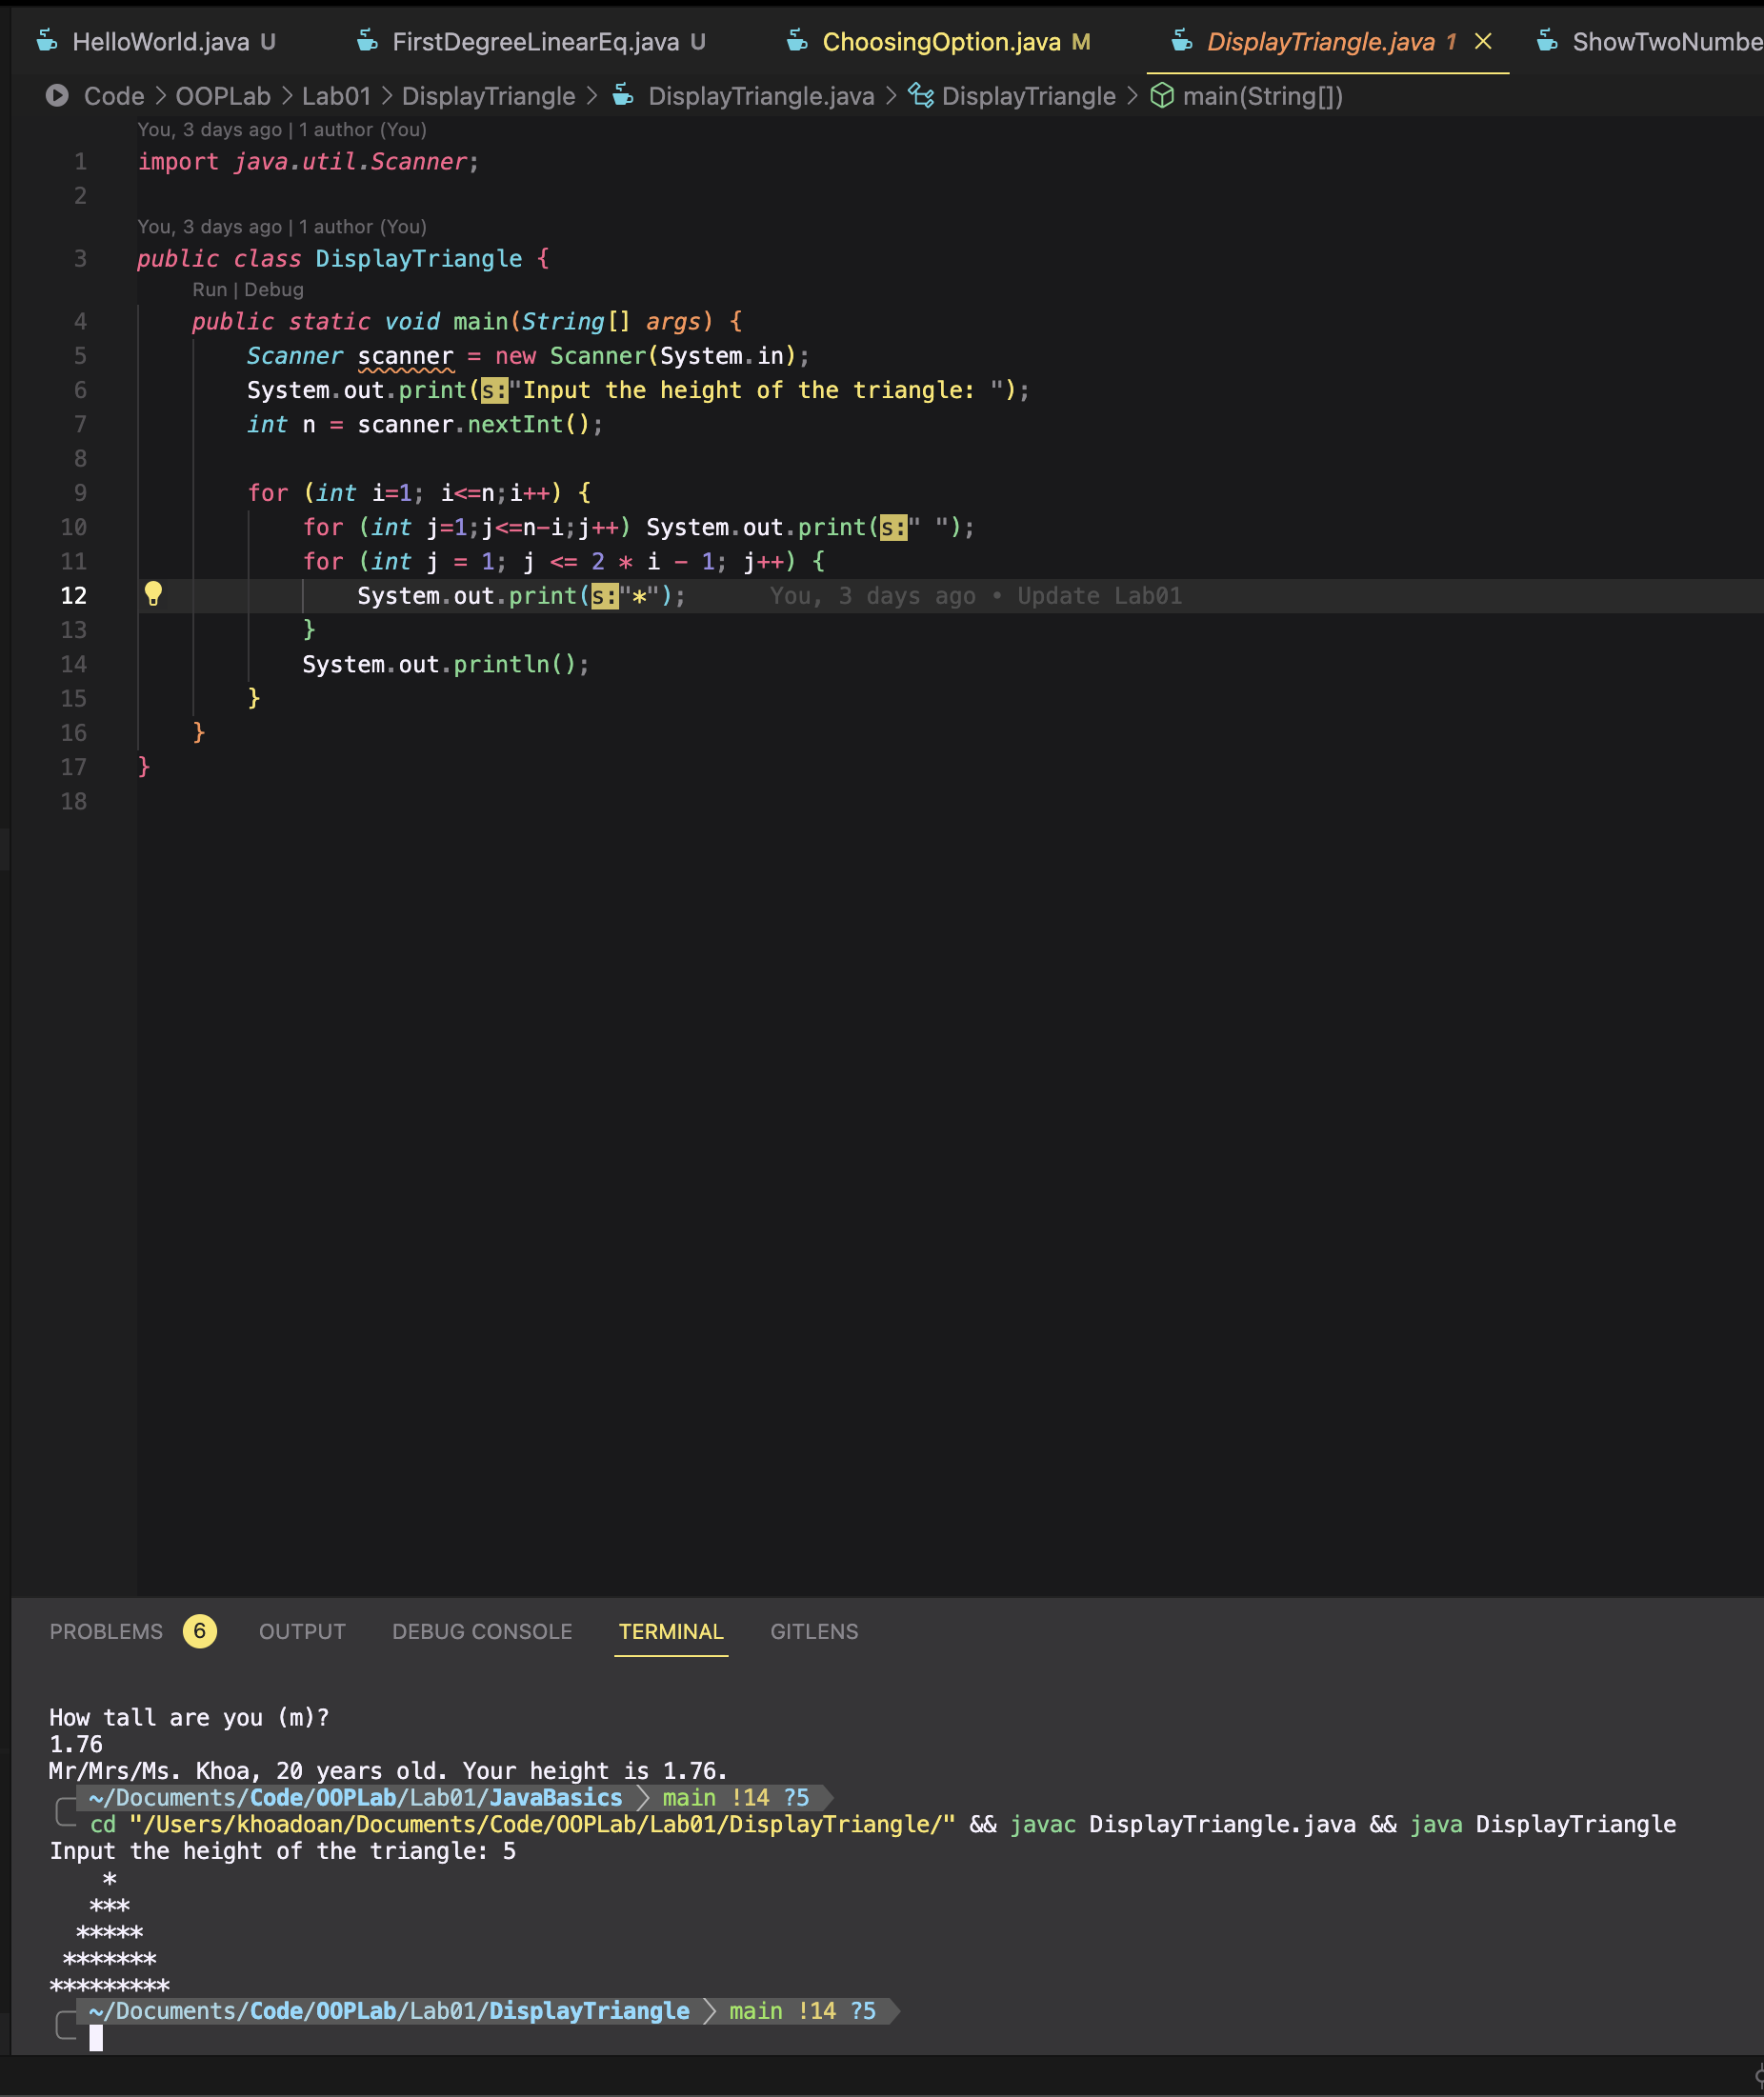 HelloWorld.java U FirstDegreeLinearEq.java U ChoosingOption.java M DisplayTriangle.java 1 ShowTwoNumbe
Code > OOPLab > Lab01 > DisplayTriangle > DisplayTriangle.java > DisplayTriangle > main(String[])
You, 3 days ago | 1 author (You)
1 import java.util.Scanner;
2
You, 3 days ago | 1 author (You)
3 public class DisplayTriangle {
Run | Debug
4 public static void main(String[] args) {
5 Scanner scanner = new Scanner(System.in);
6 System.out.print(s:"Input the height of the triangle: ");
7 int n = scanner.nextInt();
8
9 for (int i=1; i<=n;i++) {
10 for (int j=1;j<=n-i;j++) System.out.print(s:" ");
11 for (int j = 1; j <= 2 * i - 1; j++) {
12 System.out.print(s:"*"); You, 3 days ago • Update Lab01
13 }
14 System.out.println();
15 }
16 }
17 }
18
PROBLEMS 6 OUTPUT DEBUG CONSOLE TERMINAL GITLENS
How tall are you (m)?
1.76
Mr/Mrs/Ms. Khoa, 20 years old. Your height is 1.76.
~/Documents/Code/OOPLab/Lab01/JavaBasics > main !14 ?5
cd "/Users/khoadoan/Documents/Code/OOPLab/Lab01/DisplayTriangle/" && javac DisplayTriangle.java && java DisplayTriangle
Input the height of the triangle: 5
    *
   ***
  *****
 *******
*********
~/Documents/Code/OOPLab/Lab01/DisplayTriangle > main !14 ?5